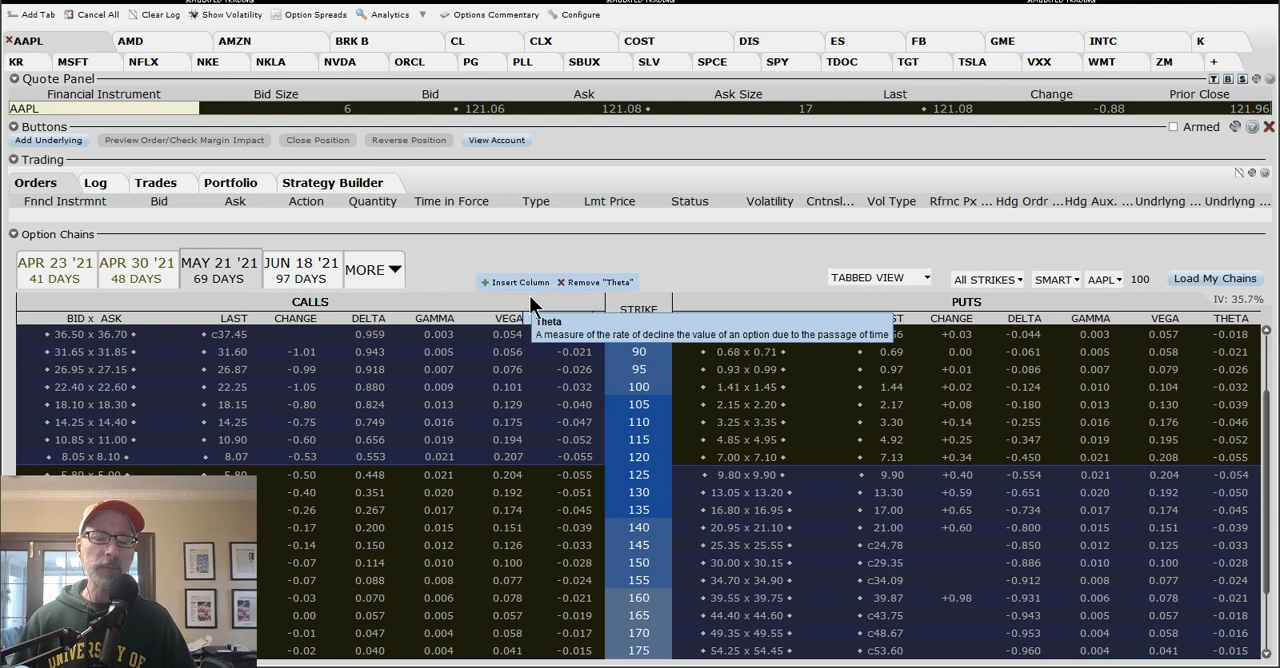 SIMULATED TRADING SIMULATED TRADING SIMULATED TRADING
Add Tab Cancel All Clear Log Show Volatility Option Spreads Analytics ▼ Options Commentary Configure
AAPL AMD AMZN BRK B CL CLX COST DIS ES FB GME INTC K
KR MSFT NFLX NKE NKLA NVDA ORCL PG PLL SBUX SLV SPCE SPY TDOC TGT TSLA VXX WMT ZM +
Quote Panel T B S
Financial Instrument Bid Size Bid Ask Ask Size Last Change Prior Close
AAPL 6 121.06 121.08 17 121.08 -0.88 121.96
Buttons Armed
Add Underlying Preview Order/Check Margin Impact Close Position Reverse Position View Account
Trading
Orders Log Trades Portfolio Strategy Builder
Fnncl Instrmnt Bid Ask Action Quantity Time in Force Type Lmt Price Status Volatility Cntnsl... Vol Type Rfrnc Px ... Hdg Ordr ... Hdg Aux. ... Undrlyng ... Undrlyng ...
Option Chains
APR 23 '21 APR 30 '21 MAY 21 '21 JUN 18 '21 MORE ▼
41 DAYS 48 DAYS 69 DAYS 97 DAYS
Insert Column Remove "Theta" TABBED VIEW All STRIKES SMART AAPL 100 Load My Chains
CALLS STRIKE PUTS IV: 35.7%
BID x ASK LAST CHANGE DELTA GAMMA VEGA ST CHANGE DELTA GAMMA VEGA THETA
Theta
A measure of the rate of decline the value of an option due to the passage of time
36.50 x 36.70 c37.45 0.959 0.003 0.054 +0.03 -0.044 0.003 0.057 -0.018
31.65 x 31.85 31.60 -1.01 0.943 0.005 0.056 -0.021 90 0.68 x 0.71 0.69 0.00 -0.061 0.005 0.058 -0.021
26.95 x 27.15 26.87 -0.99 0.918 0.007 0.076 -0.026 95 0.93 x 0.99 0.97 +0.01 -0.086 0.007 0.079 -0.026
22.40 x 22.60 22.25 -1.05 0.880 0.009 0.101 -0.032 100 1.41 x 1.45 1.44 +0.02 -0.124 0.010 0.104 -0.032
18.10 x 18.30 18.15 -0.80 0.824 0.013 0.129 -0.040 105 2.15 x 2.20 2.17 +0.08 -0.180 0.013 0.130 -0.039
14.25 x 14.40 14.25 -0.75 0.749 0.016 0.175 -0.047 110 3.25 x 3.35 3.30 +0.14 -0.255 0.016 0.176 -0.046
10.85 x 11.00 10.90 -0.60 0.656 0.019 0.194 -0.052 115 4.85 x 4.95 4.92 +0.25 -0.347 0.019 0.195 -0.052
8.05 x 8.10 8.07 -0.53 0.553 0.021 0.207 -0.055 120 7.00 x 7.10 7.13 +0.34 -0.450 0.021 0.208 -0.055
5.80 x 5.90 5.80 -0.50 0.448 0.021 0.204 -0.055 125 9.80 x 9.90 9.90 +0.40 -0.554 0.021 0.204 -0.054
-0.40 0.351 0.020 0.192 -0.051 130 13.05 x 13.20 13.30 +0.59 -0.651 0.020 0.192 -0.050
-0.26 0.267 0.017 0.174 -0.045 135 16.80 x 16.95 17.00 +0.65 -0.734 0.017 0.174 -0.045
-0.17 0.200 0.015 0.151 -0.039 140 20.95 x 21.10 21.00 +0.60 -0.800 0.015 0.151 -0.039
-0.14 0.150 0.012 0.126 -0.033 145 25.35 x 25.55 c24.78 -0.850 0.012 0.125 -0.033
-0.07 0.114 0.010 0.100 -0.028 150 30.00 x 30.15 c29.35 -0.886 0.010 0.100 -0.028
-0.07 0.088 0.008 0.077 -0.024 155 34.70 x 34.90 c34.09 -0.912 0.008 0.077 -0.024
-0.03 0.070 0.006 0.078 -0.021 160 39.55 x 39.75 39.87 +0.98 -0.931 0.006 0.078 -0.021
0.00 0.057 0.005 0.057 -0.019 165 44.40 x 44.60 c43.75 -0.943 0.005 0.057 -0.018
-0.01 0.047 0.004 0.058 -0.017 170 49.35 x 49.55 c48.67 -0.953 0.004 0.058 -0.016
-0.02 0.040 0.004 0.041 -0.015 175 54.25 x 54.45 c53.60 -0.960 0.004 0.041 -0.015
UNIVERSITY OF